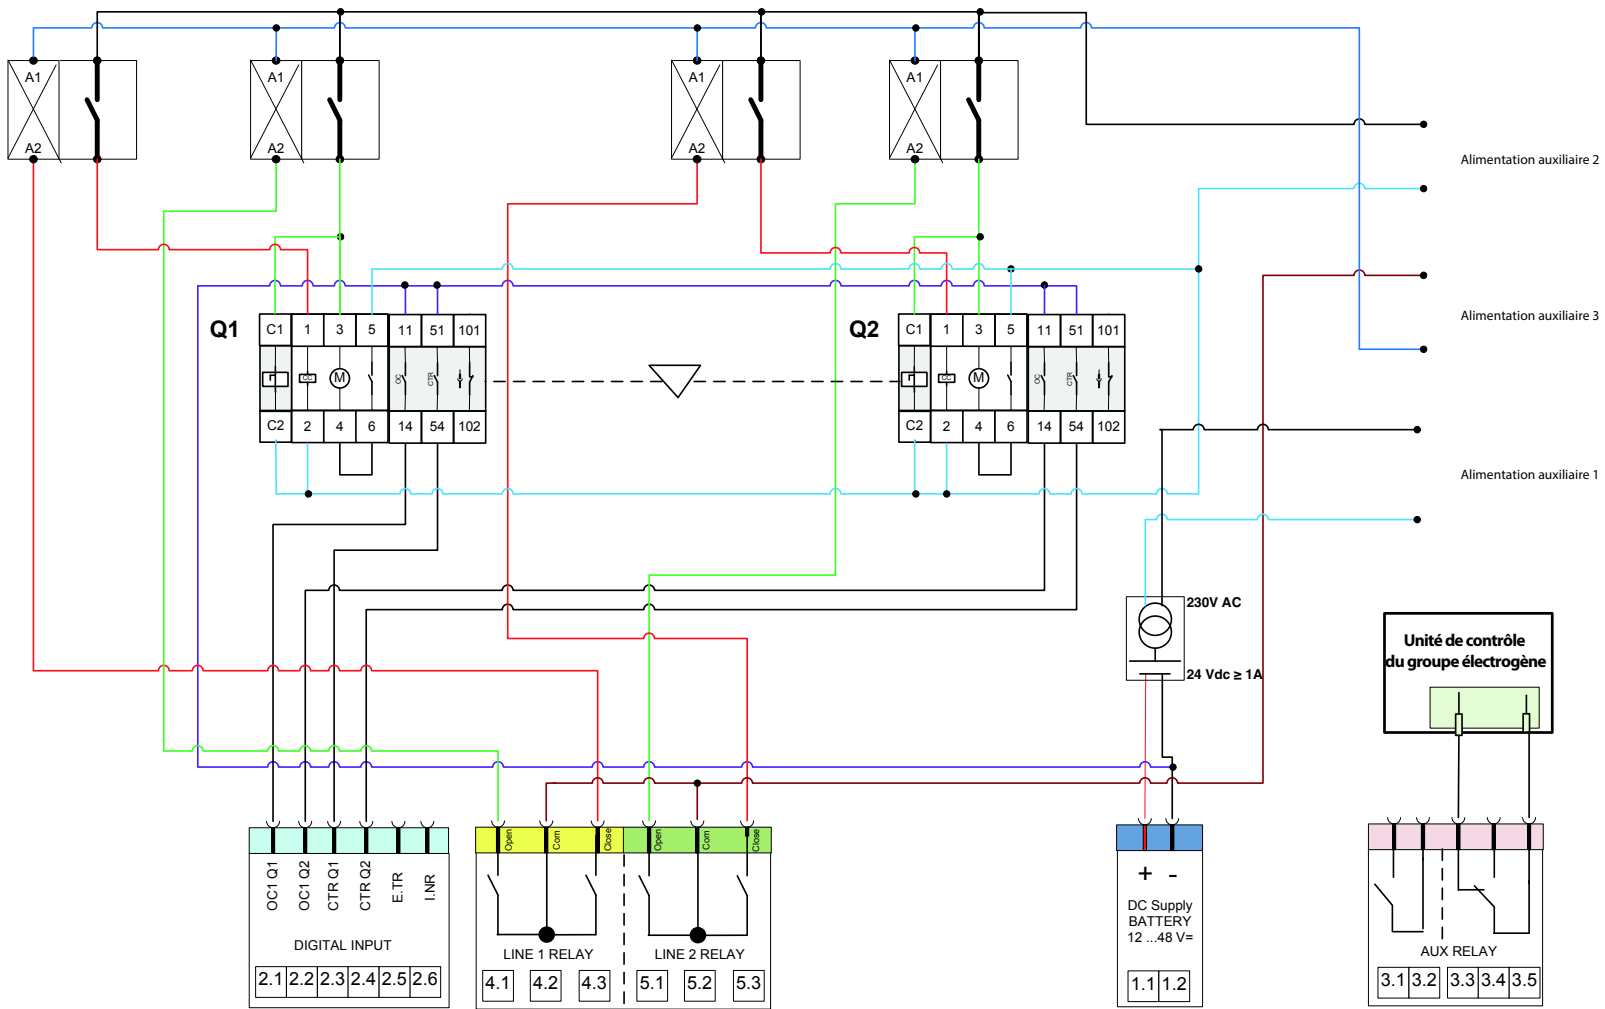 A1
A1
A1
A1
A2
A2
A2
A2
Alimentation auxiliaire 2
Alimentation auxiliaire 3
Q1
C1 1 3 5 11 51 101
CC M OC CTR
C2 2 4 6 14 54 102
Q2
C1 1 3 5 11 51 101
CC M OC CTR
C2 2 4 6 14 54 102
Alimentation auxiliaire 1
230V AC
24 Vdc ≥ 1A
Unité de contrôle
du groupe électrogène
OC1 Q1
OC1 Q2
CTR Q1
CTR Q2
E.TR
I.NR
DIGITAL INPUT
2.1 2.2 2.3 2.4 2.5 2.6
Open
Com
Close
Open
Com
Close
LINE 1 RELAY
LINE 2 RELAY
4.1 4.2 4.3 5.1 5.2 5.3
+ -
DC Supply
BATTERY
12 ...48 V=
1.1 1.2
AUX RELAY
3.1 3.2 3.3 3.4 3.5